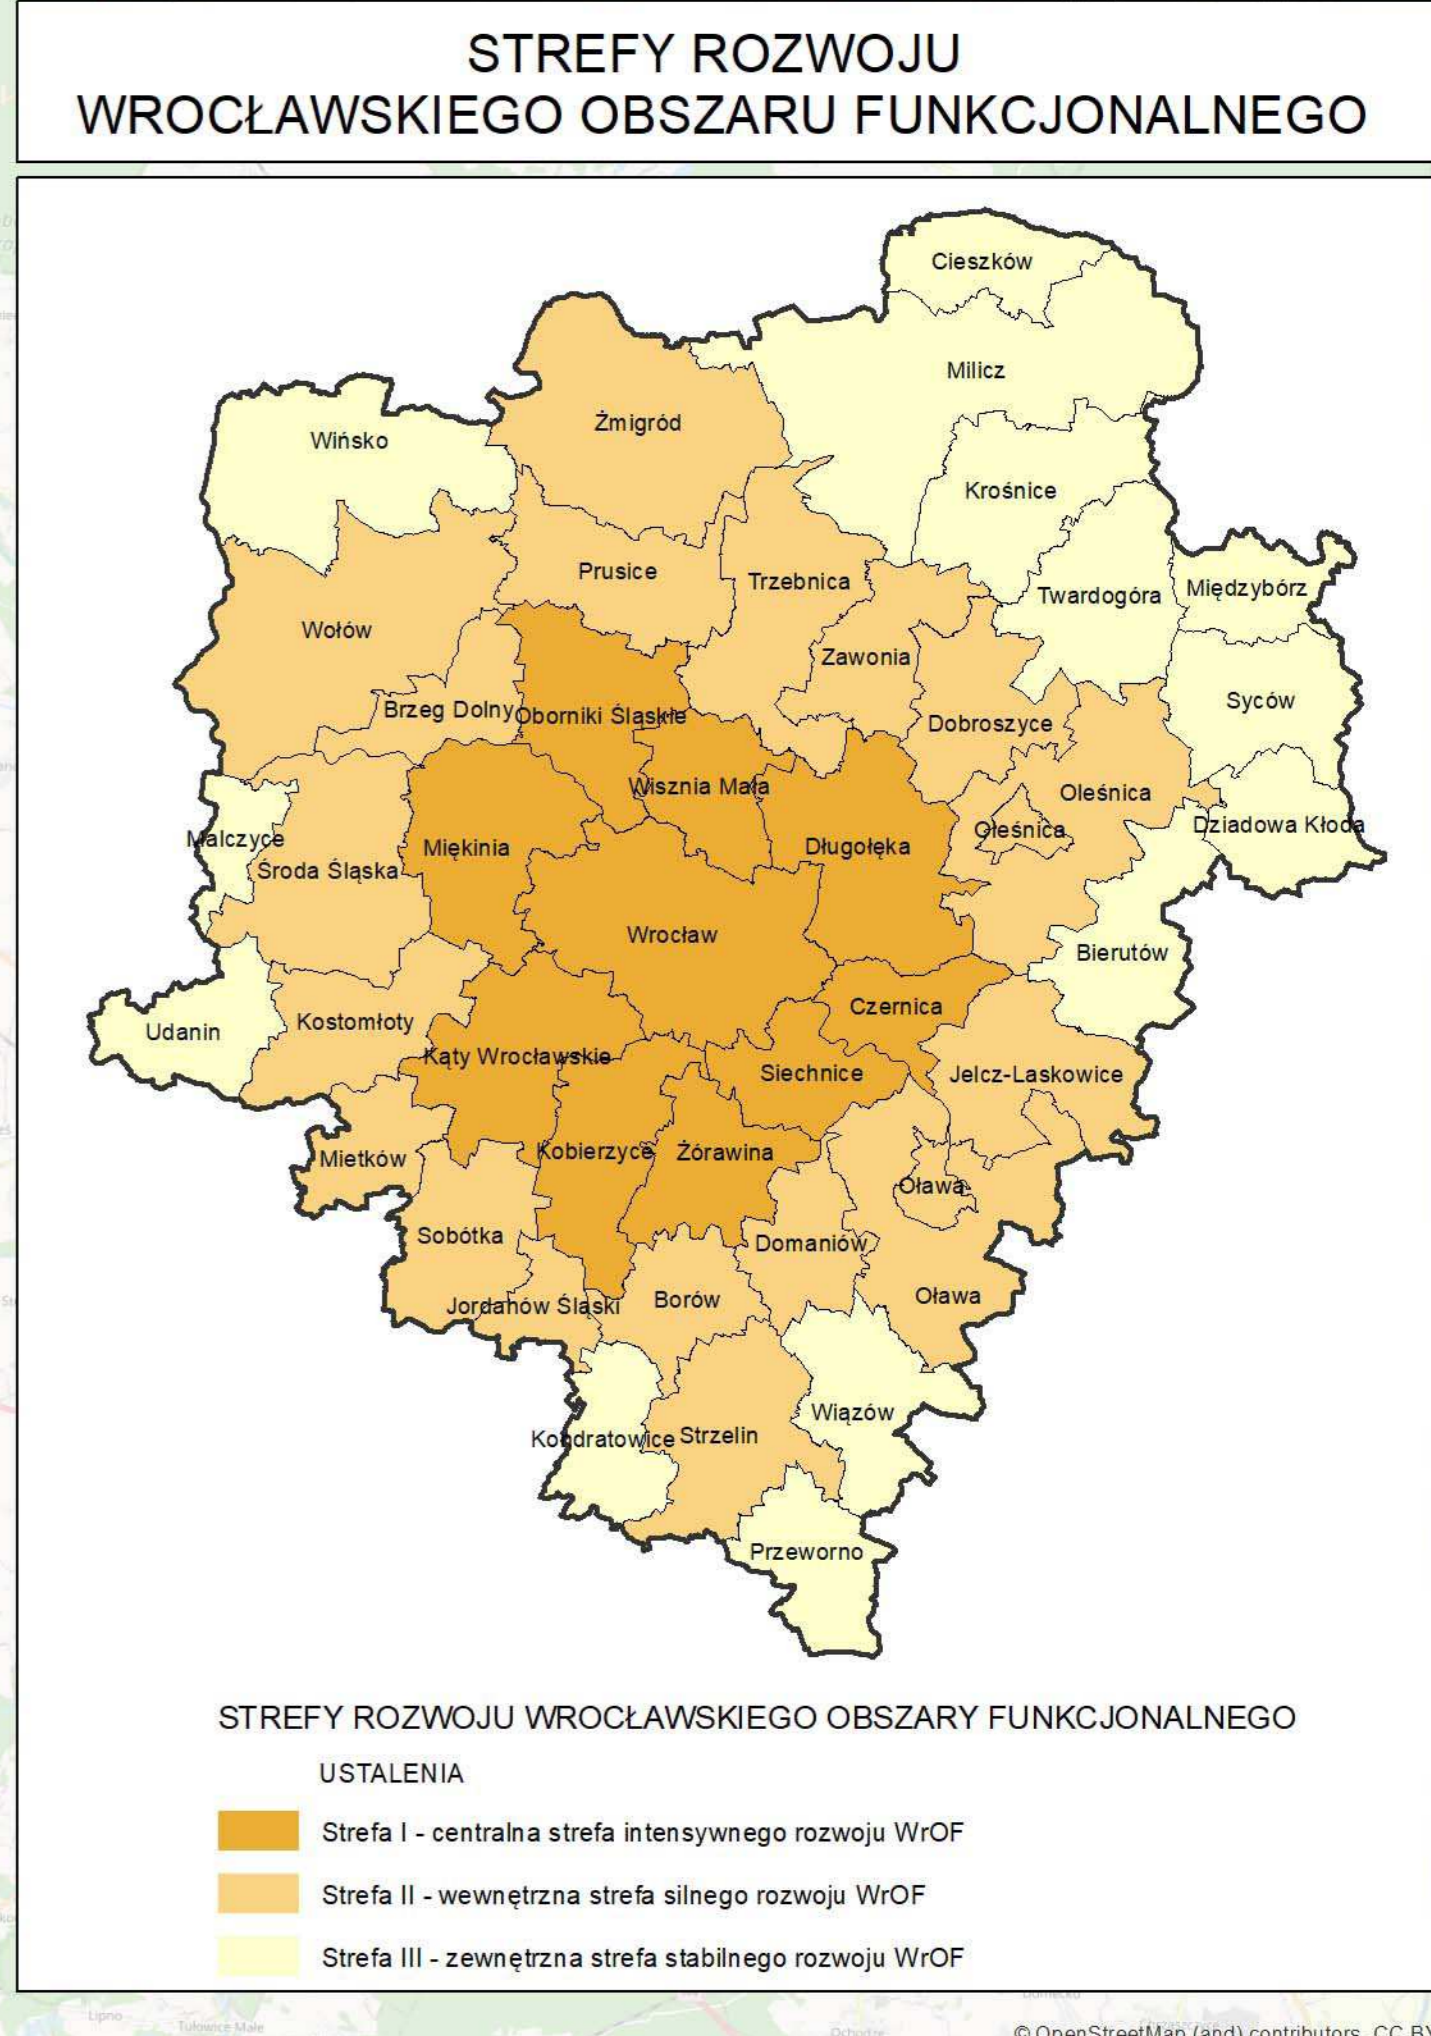 STREFY ROZWOJU
WROCŁAWSKIEGO OBSZARU FUNKCJONALNEGO
Cieszków
Milicz
Żmigród
Wińsko
Krośnice
Prusice
Trzebnica
Twardogóra
Międzybórz
Wołów
Zawonia
Syców
Brzeg Dolny
Oborniki Śląskie
Dobroszyce
Wisznia Mała
Oleśnica
Malczyce
Miękinia
Długołęka
Oleśnica
Dziadowa Kłoda
Środa Śląska
Wrocław
Bierutów
Czernica
Udanin
Kostomłoty
Kąty Wrocławskie
Siechnice
Jelcz-Laskowice
Mietków
Kobierzyce
Żórawina
Oława
Sobótka
Domaniów
Jordanów Śląski
Borów
Oława
Wiązów
Kondratowice
Strzelin
Przeworno
STREFY ROZWOJU WROCŁAWSKIEGO OBSZARY FUNKCJONALNEGO
USTALENIA
Strefa I - centralna strefa intensywnego rozwoju WrOF
Strefa II - wewnętrzna strefa silnego rozwoju WrOF
Strefa III - zewnętrzna strefa stabilnego rozwoju WrOF
Lipno
Tułowice Małe
© OpenStreetMap (and) contributors, CC-BY